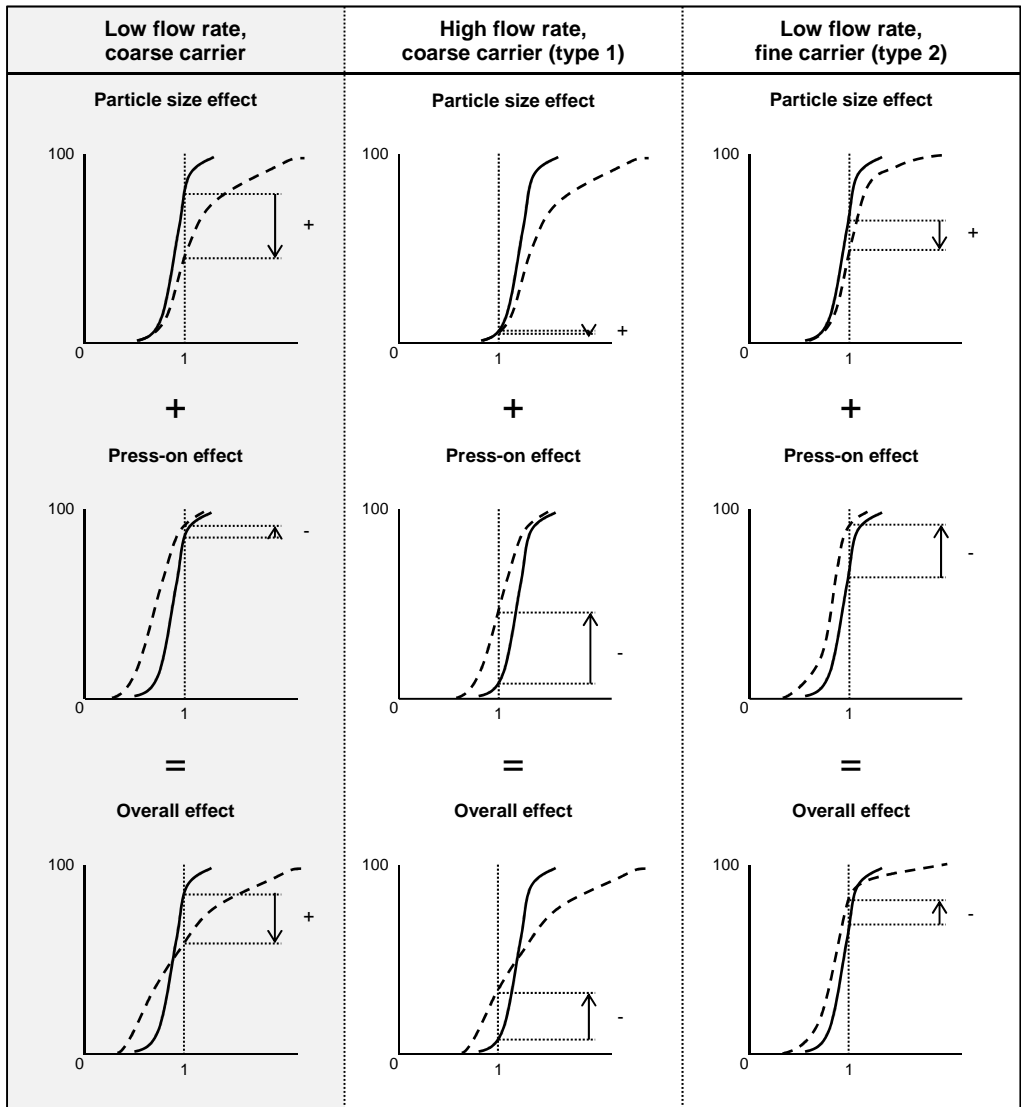 Low flow rate,
coarse carrier
High flow rate,
coarse carrier (type 1)
Low flow rate,
fine carrier (type 2)
Particle size effect
Particle size effect
Particle size effect
100
+
0
1
100
+
0
1
100
+
0
1
+
+
+
Press-on effect
Press-on effect
Press-on effect
100
-
0
1
100
-
0
1
100
-
0
1
=
=
=
Overall effect
Overall effect
Overall effect
100
+
0
1
100
-
0
1
100
-
0
1